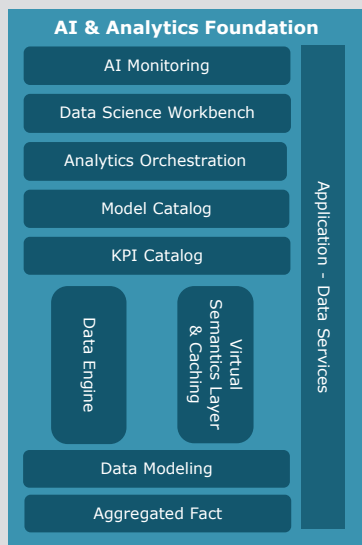 AI & Analytics Foundation
AI Monitoring
Data Science Workbench
Analytics Orchestration
Model Catalog
KPI Catalog
Data Engine
Virtual
Semantics Layer
& Caching
Data Modeling
Aggregated Fact
Application - Data Services